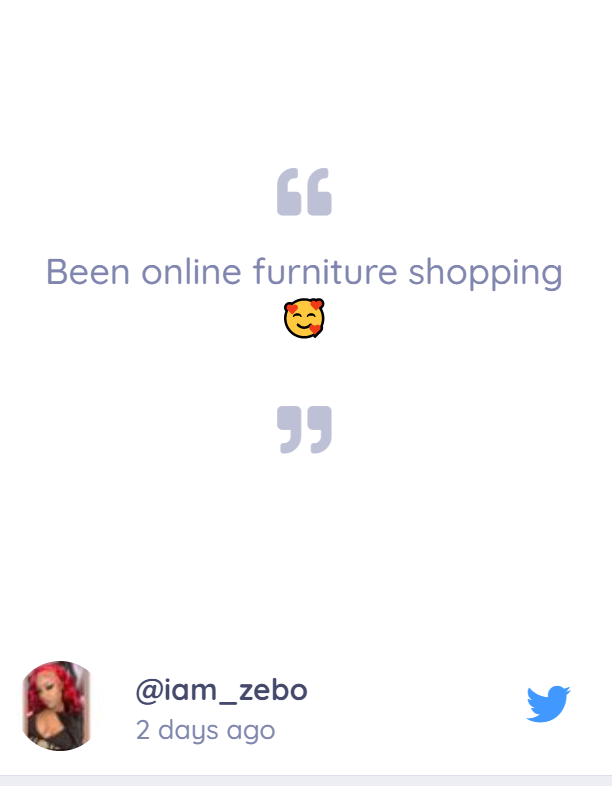 “
Been online furniture shopping
🥰
”
@iam_zebo
2 days ago